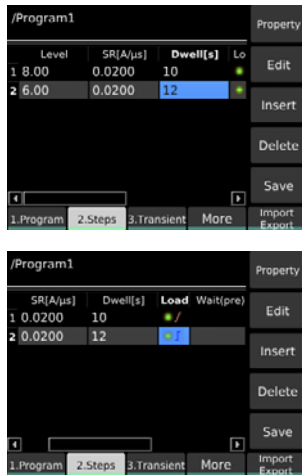 /Program1
Property
Level SR[A/µs] Dwell[s] Lo
Edit
1 8.00 0.0200 10
2 6.00 0.0200 12
Insert
Delete
Save
1.Program 2.Steps 3.Transient More Import Export
/Program1
Property
SR[A/µs] Dwell[s] Load Wait(pre)
Edit
1 0.0200 10
2 0.0200 12
Insert
Delete
Save
1.Program 2.Steps 3.Transient More Import Export